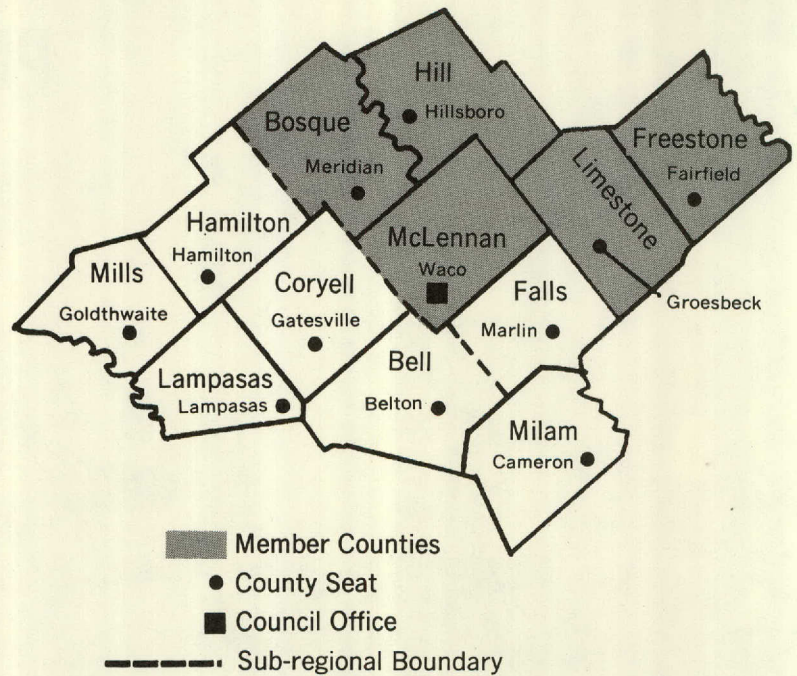 Hill
Hillsboro
Bosque
Meridian
Freestone
Fairfield
Limestone
Groesbeck
McLennan
Waco
Hamilton
Hamilton
Mills
Goldthwaite
Coryell
Gatesville
Falls
Marlin
Lampasas
Lampasas
Bell
Belton
Milam
Cameron
Member Counties
County Seat
Council Office
Sub-regional Boundary